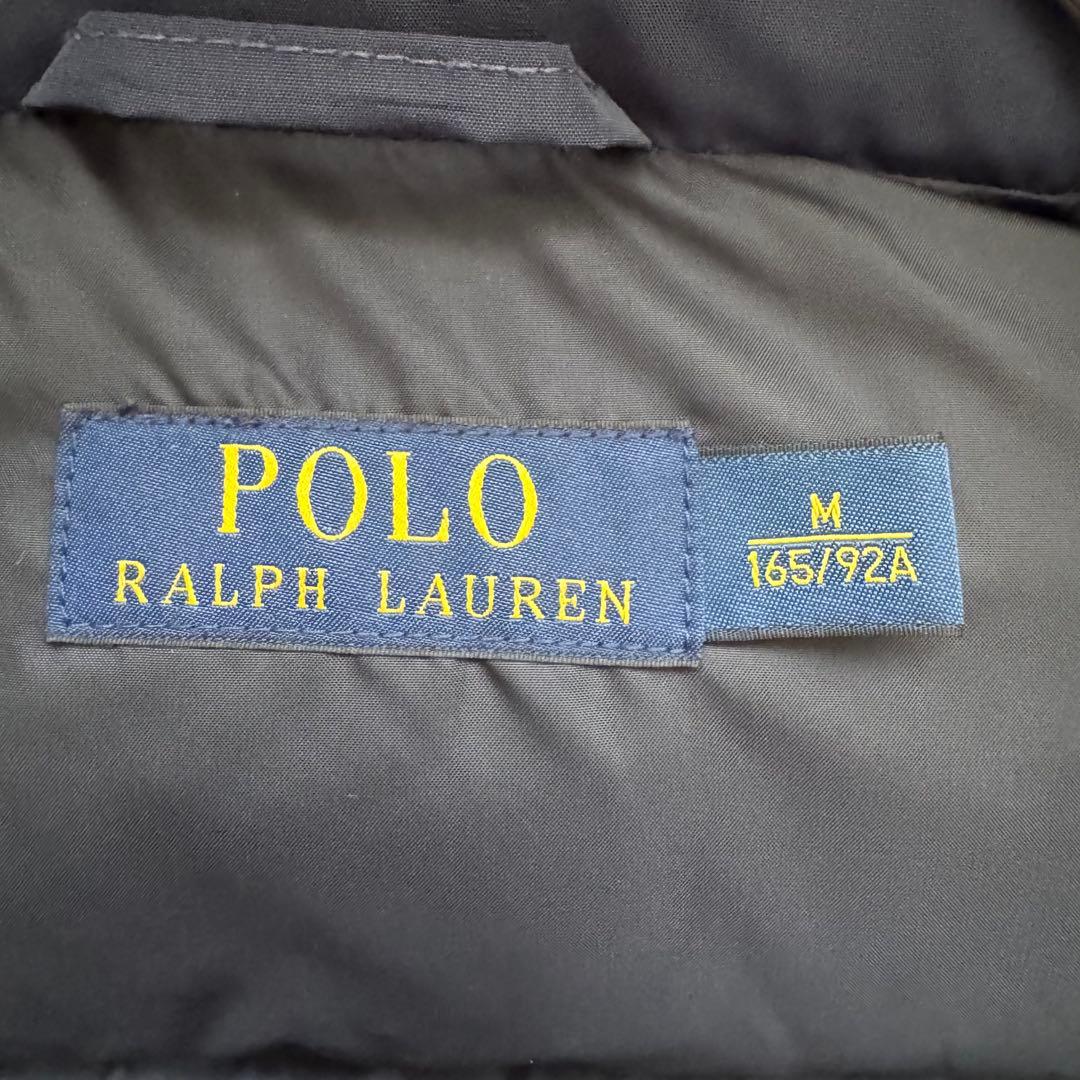 POLO
RALPH LAUREN
M
165/92A